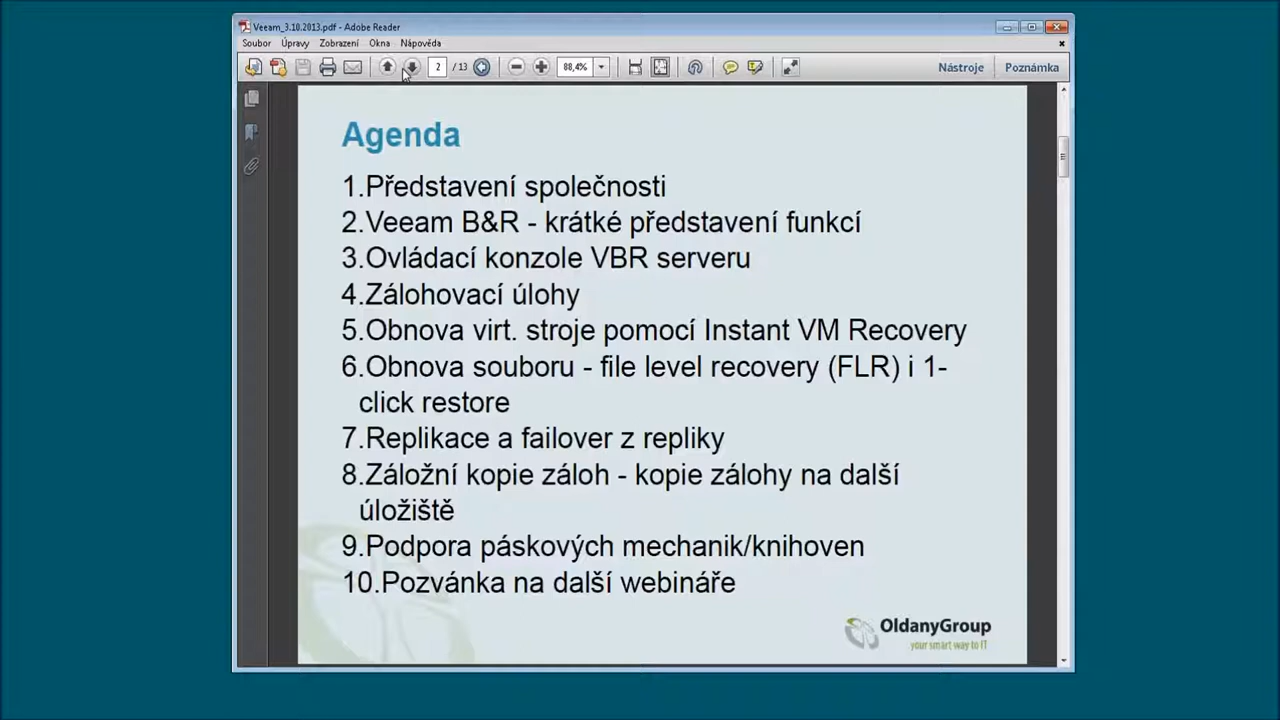 Veeam_3.10.2013.pdf - Adobe Reader
Soubor Úpravy Zobrazení Okna Nápověda
2 / 13 88,4% Nástroje Poznámka
Agenda
1.Představení společnosti
2.Veeam B&R - krátké představení funkcí
3.Ovládací konzole VBR serveru
4.Zálohovací úlohy
5.Obnova virt. stroje pomocí Instant VM Recovery
6.Obnova souboru - file level recovery (FLR) i 1-
click restore
7.Replikace a failover z repliky
8.Záložní kopie záloh - kopie zálohy na další
úložiště
9.Podpora páskových mechanik/knihoven
10.Pozvánka na další webináře
OldanyGroup
your smart way to IT